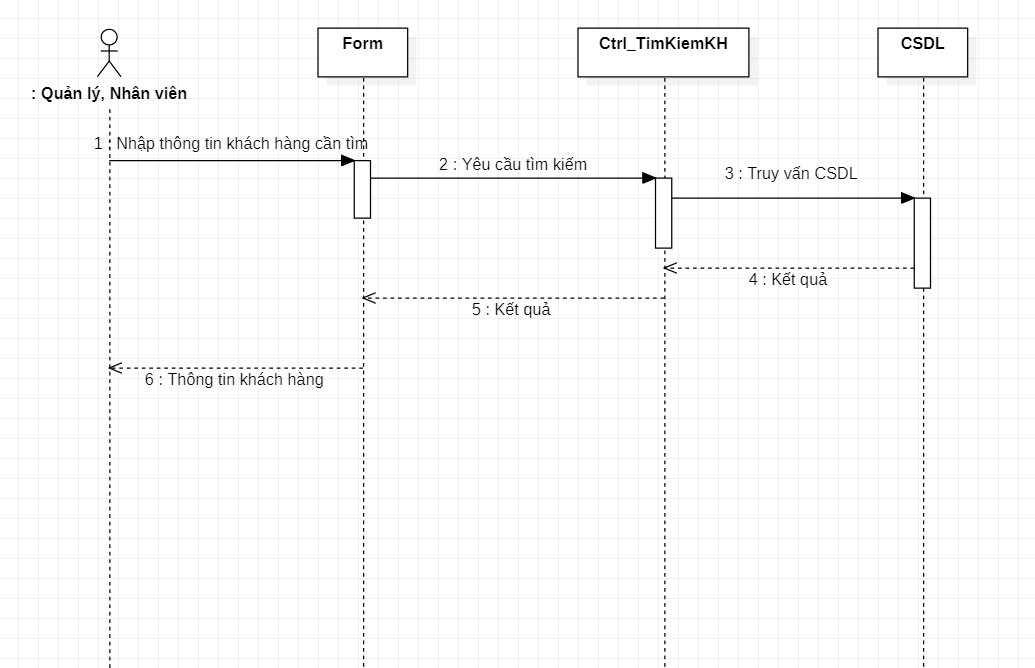 Form
Ctrl_TimKiemKH
CSDL
: Quản lý, Nhân viên
1 : Nhập thông tin khách hàng cần tìm
2 : Yêu cầu tìm kiếm
3 : Truy vấn CSDL
4 : Kết quả
5 : Kết quả
6 : Thông tin khách hàng